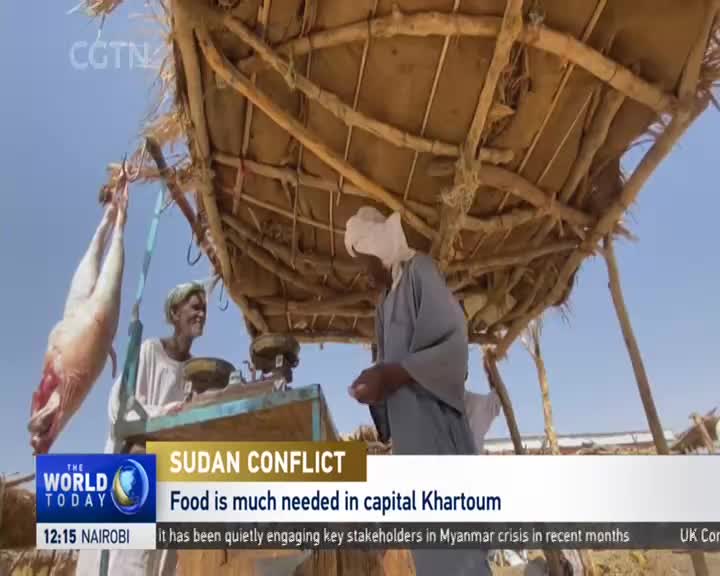 CGTN
SUDAN CONFLICT
THE
WORLD
TODAY
Food is much needed in capital Khartoum
12:15 NAIROBI
it has been quietly engaging key stakeholders in Myanmar crisis in recent months UK Con